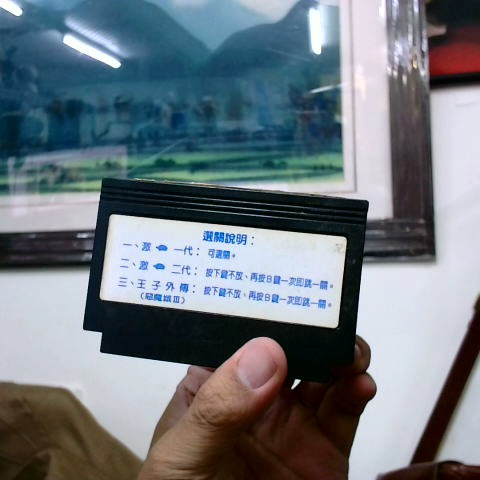 選關說明：
一、激 一代： 可選關。
二、激 二代： 按下鍵不放、再按B鍵一次即跳一關。
三、王子外傳： 按下鍵不放、再按B鍵一次即跳一關。
(惡魔城Ⅲ)